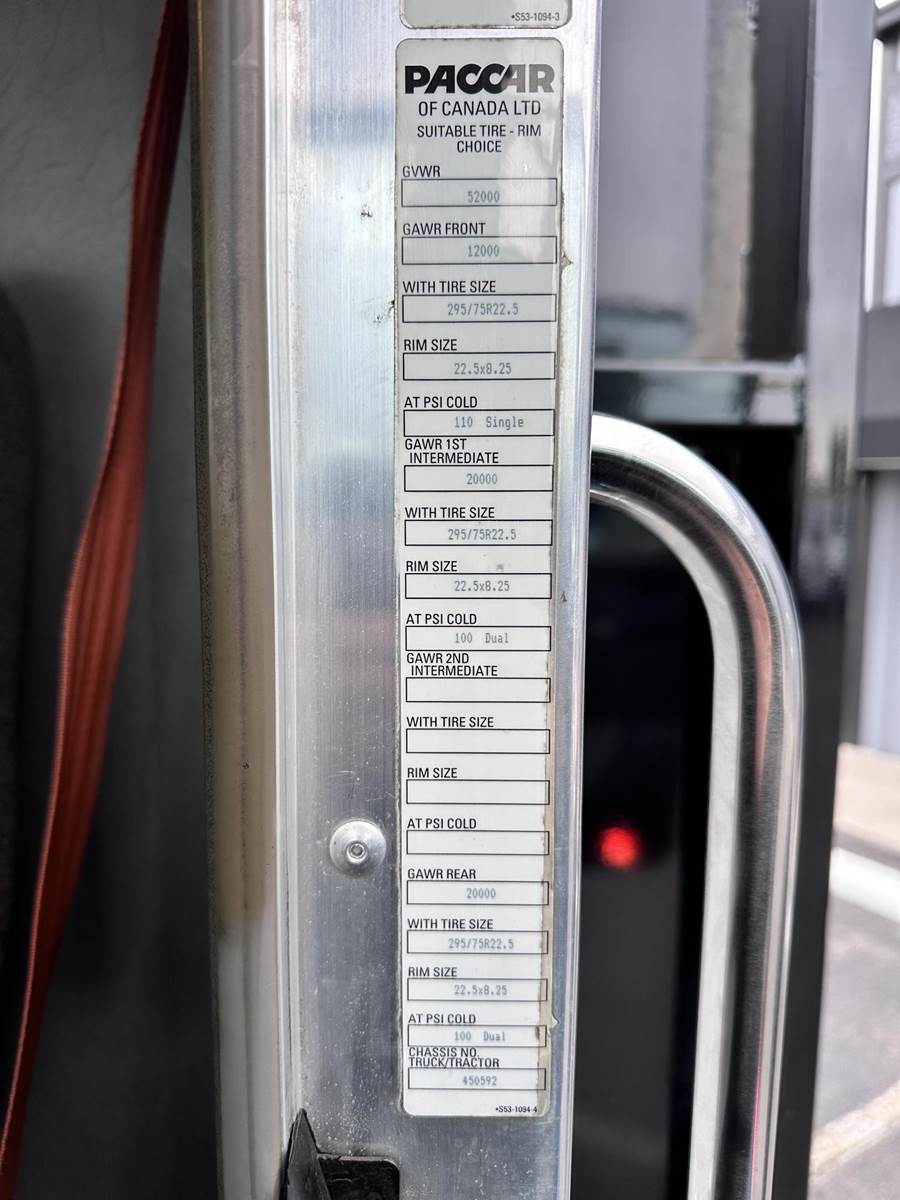 *S53-1094-3
PACCAR
OF CANADA LTD
SUITABLE TIRE - RIM
CHOICE
GVWR
52000
GAWR FRONT
12000
WITH TIRE SIZE
295/75R22.5
RIM SIZE
22.5x8.25
AT PSI COLD
110 Single
GAWR 1ST
INTERMEDIATE
20000
WITH TIRE SIZE
295/75R22.5
RIM SIZE
22.5x8.25
AT PSI COLD
100 Dual
GAWR 2ND
INTERMEDIATE
WITH TIRE SIZE
RIM SIZE
AT PSI COLD
GAWR REAR
20000
WITH TIRE SIZE
295/75R22.5
RIM SIZE
22.5x8.25
AT PSI COLD
100 Dual
CHASSIS NO.
TRUCK/TRACTOR
450592
*S53-1094-4